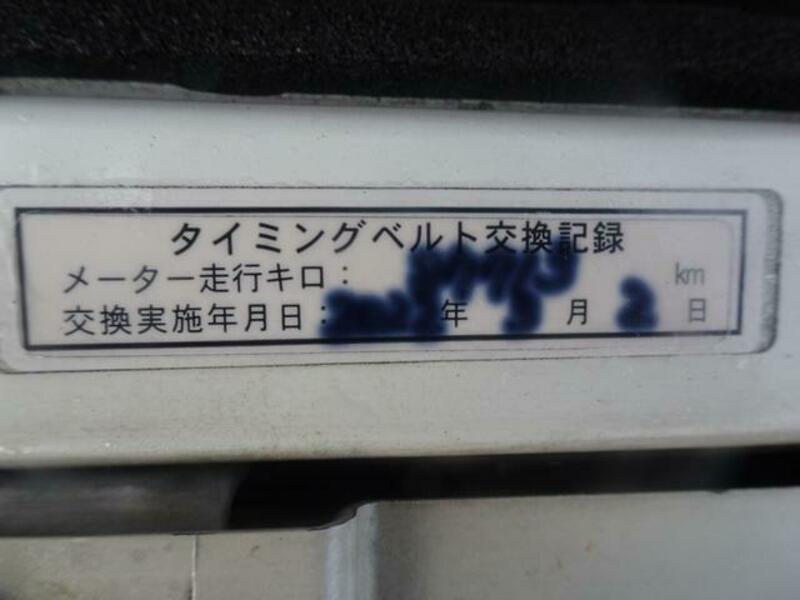 タイミングベルト交換記録
メーター走行キロ: km
交換実施年月日: 年 月 2 日